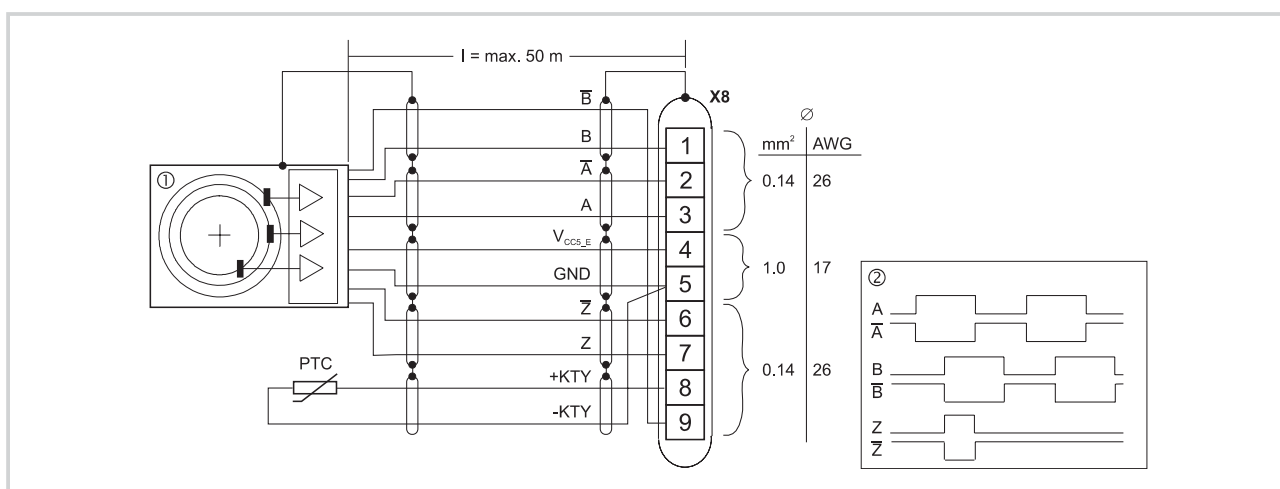 l = max. 50 m
X8
B̅
B
A̅
A
V_CC5_E
GND
Z̅
Z
+KTY
-KTY
PTC
①
1
2
3
4
5
6
7
8
9
∅
mm² AWG
0.14 26
1.0 17
0.14 26
②
A
A̅
B
B̅
Z
Z̅